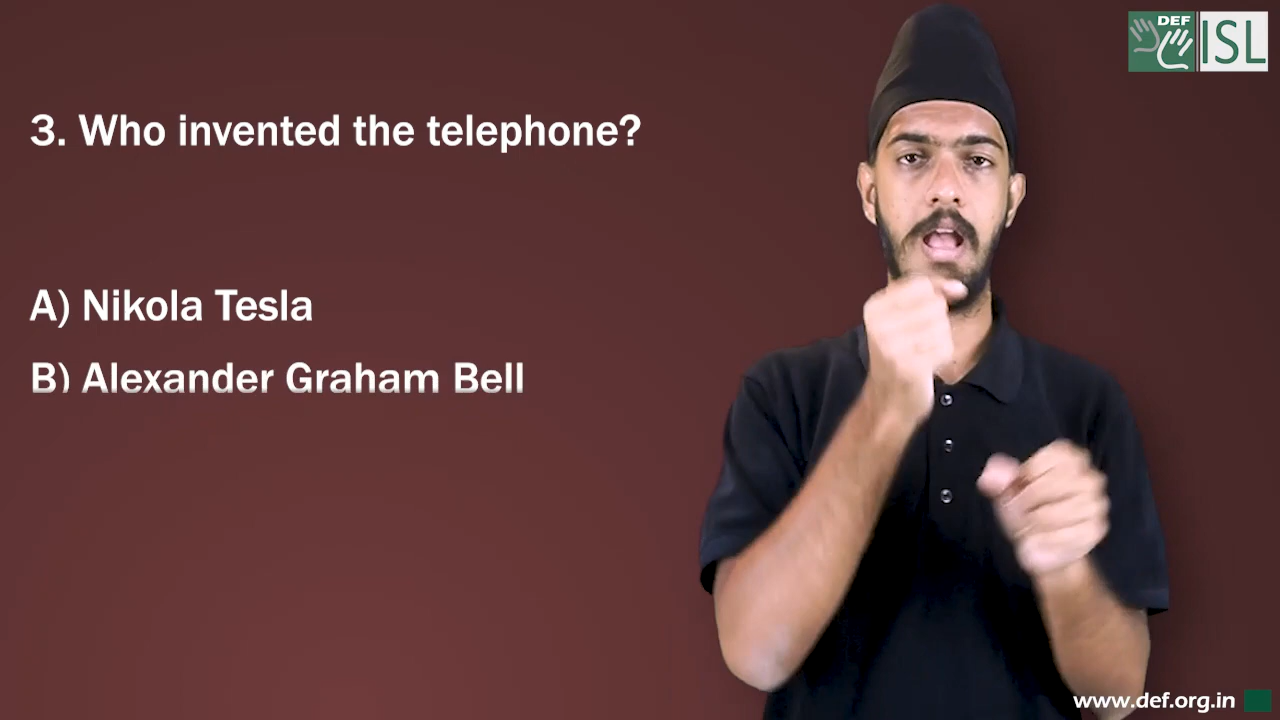 DEF
ISL
3. Who invented the telephone?
A) Nikola Tesla
B) Alexander Graham Bell
www.def.org.in